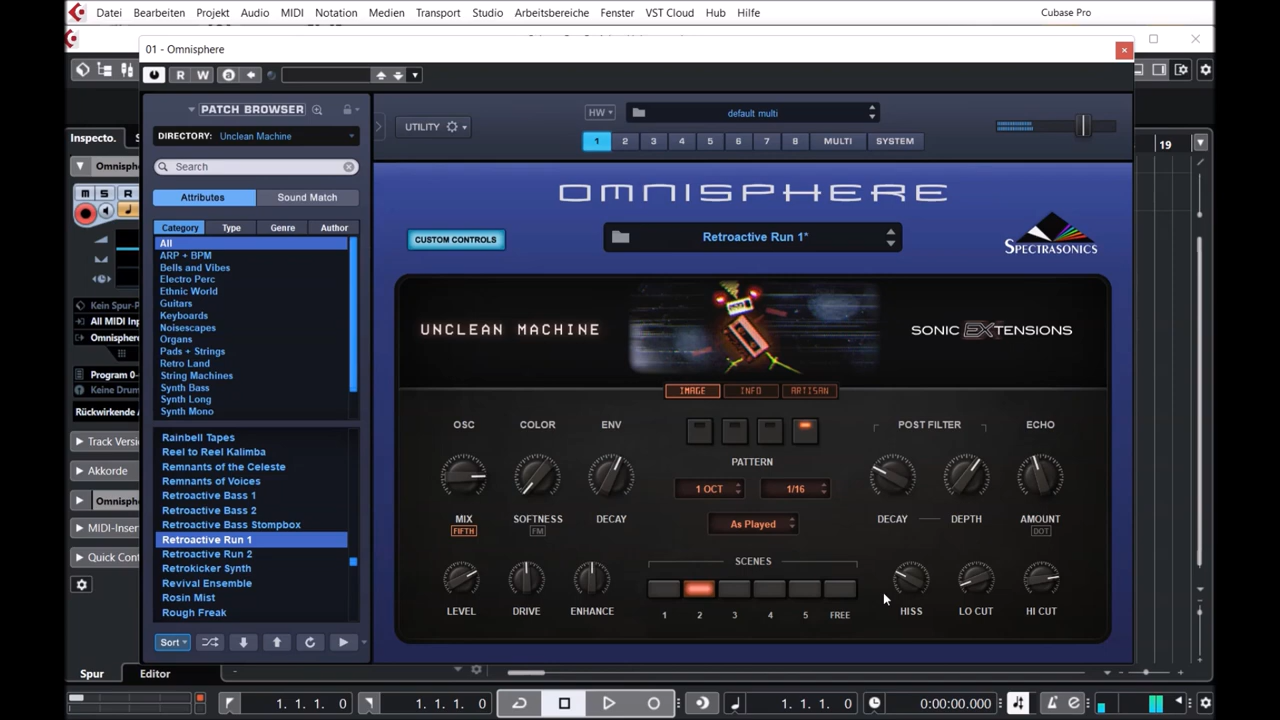 Datei Bearbeiten Projekt Audio MIDI Notation Medien Transport Studio Arbeitsbereiche Fenster VST Cloud Hub Hilfe Cubase Pro
01 - Omnisphere
R W
PATCH BROWSER
DIRECTORY: Unclean Machine
Search
Attributes Sound Match
Category Type Genre Author
All
ARP + BPM
Bells and Vibes
Electro Perc
Ethnic World
Guitars
Keyboards
Noisescapes
Organs
Pads + Strings
Retro Land
String Machines
Synth Bass
Synth Long
Synth Mono
Rainbell Tapes
Reel to Reel Kalimba
Remnants of the Celeste
Remnants of Voices
Retroactive Bass 1
Retroactive Bass 2
Retroactive Bass Stompbox
Retroactive Run 1
Retroactive Run 2
Retrokicker Synth
Revival Ensemble
Rosin Mist
Rough Freak
Sort
UTILITY
HW default multi
1 2 3 4 5 6 7 8 MULTI SYSTEM
OMNISPHERE
CUSTOM CONTROLS
Retroactive Run 1*
SPECTRASONICS
UNCLEAN MACHINE
SONIC EXTENSIONS
IMAGE INFO ARTISAN
OSC COLOR ENV POST FILTER ECHO
PATTERN
1 OCT 1/16
As Played
MIX SOFTNESS DECAY DECAY DEPTH AMOUNT
FIFTH FM DOT
SCENES
LEVEL DRIVE ENHANCE HISS LO CUT HI CUT
1 2 3 4 5 FREE
Inspecto.
Omnisphe
m S R
Kein Spur-P
All MIDI Inp
Omnisphere
Program 0-
Keine Drum
Rückwirkende A
Track Versio
Akkorde
Omnisphe
MIDI-Inser
Quick Cont
19
Spur Editor
1. 1. 1. 0 1. 1. 1. 0 1. 1. 1. 0 0:00:00.000